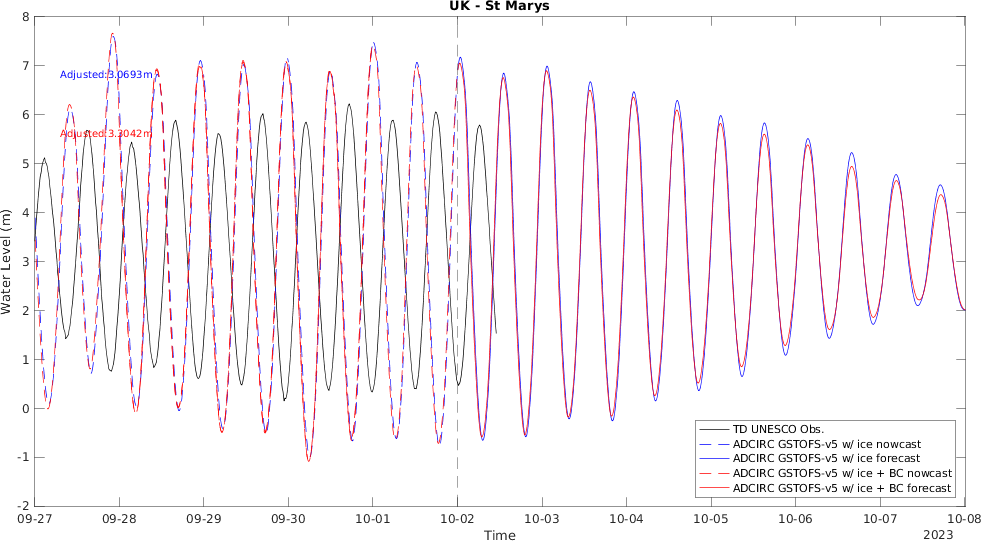 UK - St Marys
8
7
6
5
4
3
2
1
0
-1
-2
Water Level (m)
Adjusted:3.0693m
Adjusted:3.3042m
TD UNESCO Obs.
ADCIRC GSTOFS-v5 w/ ice nowcast
ADCIRC GSTOFS-v5 w/ ice forecast
ADCIRC GSTOFS-v5 w/ ice + BC nowcast
ADCIRC GSTOFS-v5 w/ ice + BC forecast
09-27 09-28 09-29 09-30 10-01 10-02 10-03 10-04 10-05 10-06 10-07 10-08
Time
2023